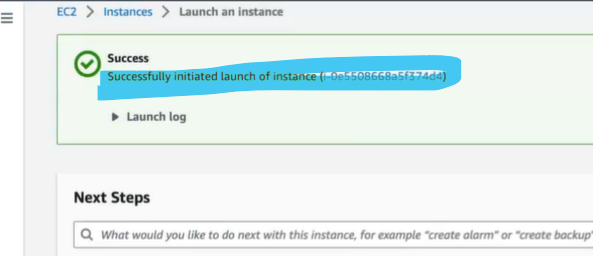 EC2 > Instances > Launch an instance
Success
Successfully initiated launch of instance (i-0e5508668a5f374d4)
Launch log
Next Steps
What would you like to do next with this instance, for example "create alarm" or "create backup"